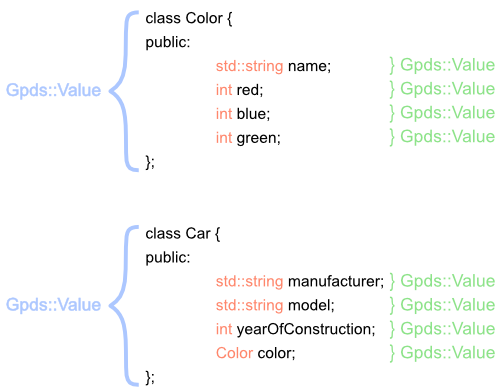 class Color {
public:
std::string name; } Gpds::Value
Gpds::Value int red; } Gpds::Value
int blue; } Gpds::Value
int green; } Gpds::Value
};
class Car {
public:
std::string manufacturer; } Gpds::Value
Gpds::Value std::string model; } Gpds::Value
int yearOfConstruction; } Gpds::Value
Color color; } Gpds::Value
};